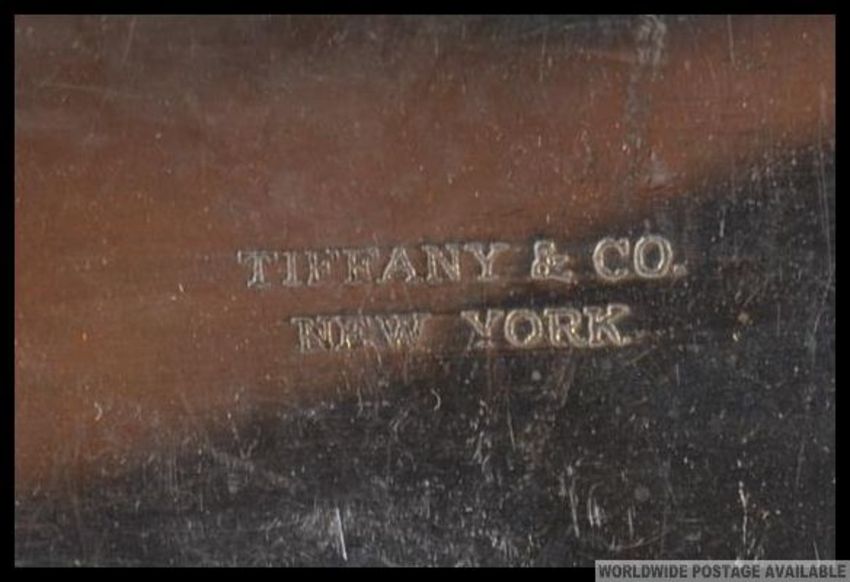 TIFFANY & CO.
NEW YORK
WORLDWIDE POSTAGE AVAILABLE